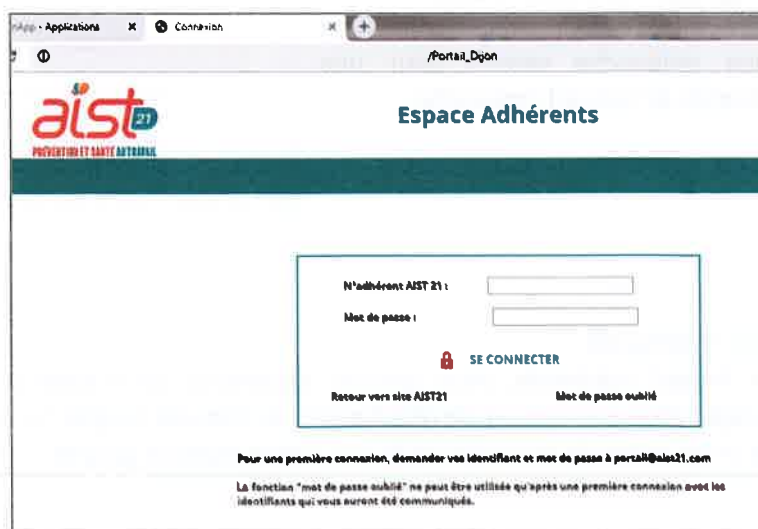 App - Applications
Connexion
/Portail_Dijon
aist 21
PRÉVENTION ET SANTÉ AU TRAVAIL
Espace Adhérents
N°adhérent AIST 21 :
Mot de passe :
SE CONNECTER
Retour vers site AIST21
Mot de passe oublié
Pour une première connexion, demander vos identifiant et mot de passe à portail@aist21.com
La fonction "mot de passe oublié" ne peut être utilisée qu'après une première connexion avec les
identifiants qui vous auront été communiqués.